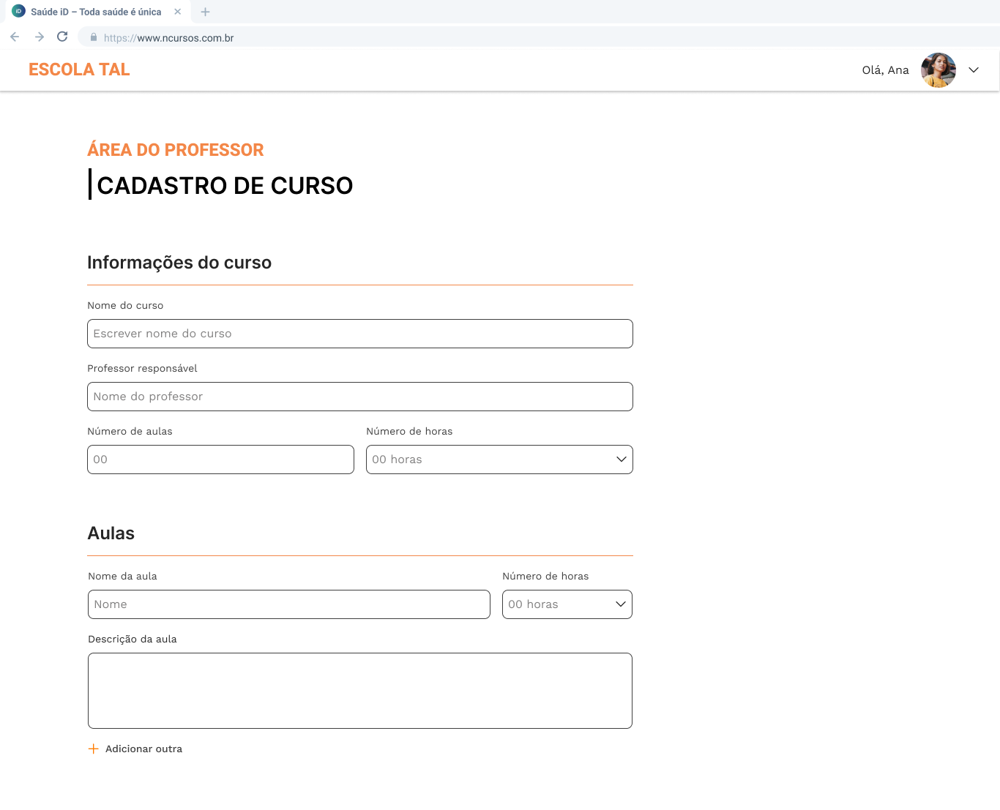 iD Saúde iD – Toda saúde é única
https://www.ncursos.com.br
ESCOLA TAL
Olá, Ana
ÁREA DO PROFESSOR
CADASTRO DE CURSO
Informações do curso
Nome do curso
Escrever nome do curso
Professor responsável
Nome do professor
Número de aulas Número de horas
00 00 horas
Aulas
Nome da aula Número de horas
Nome 00 horas
Descrição da aula
Adicionar outra